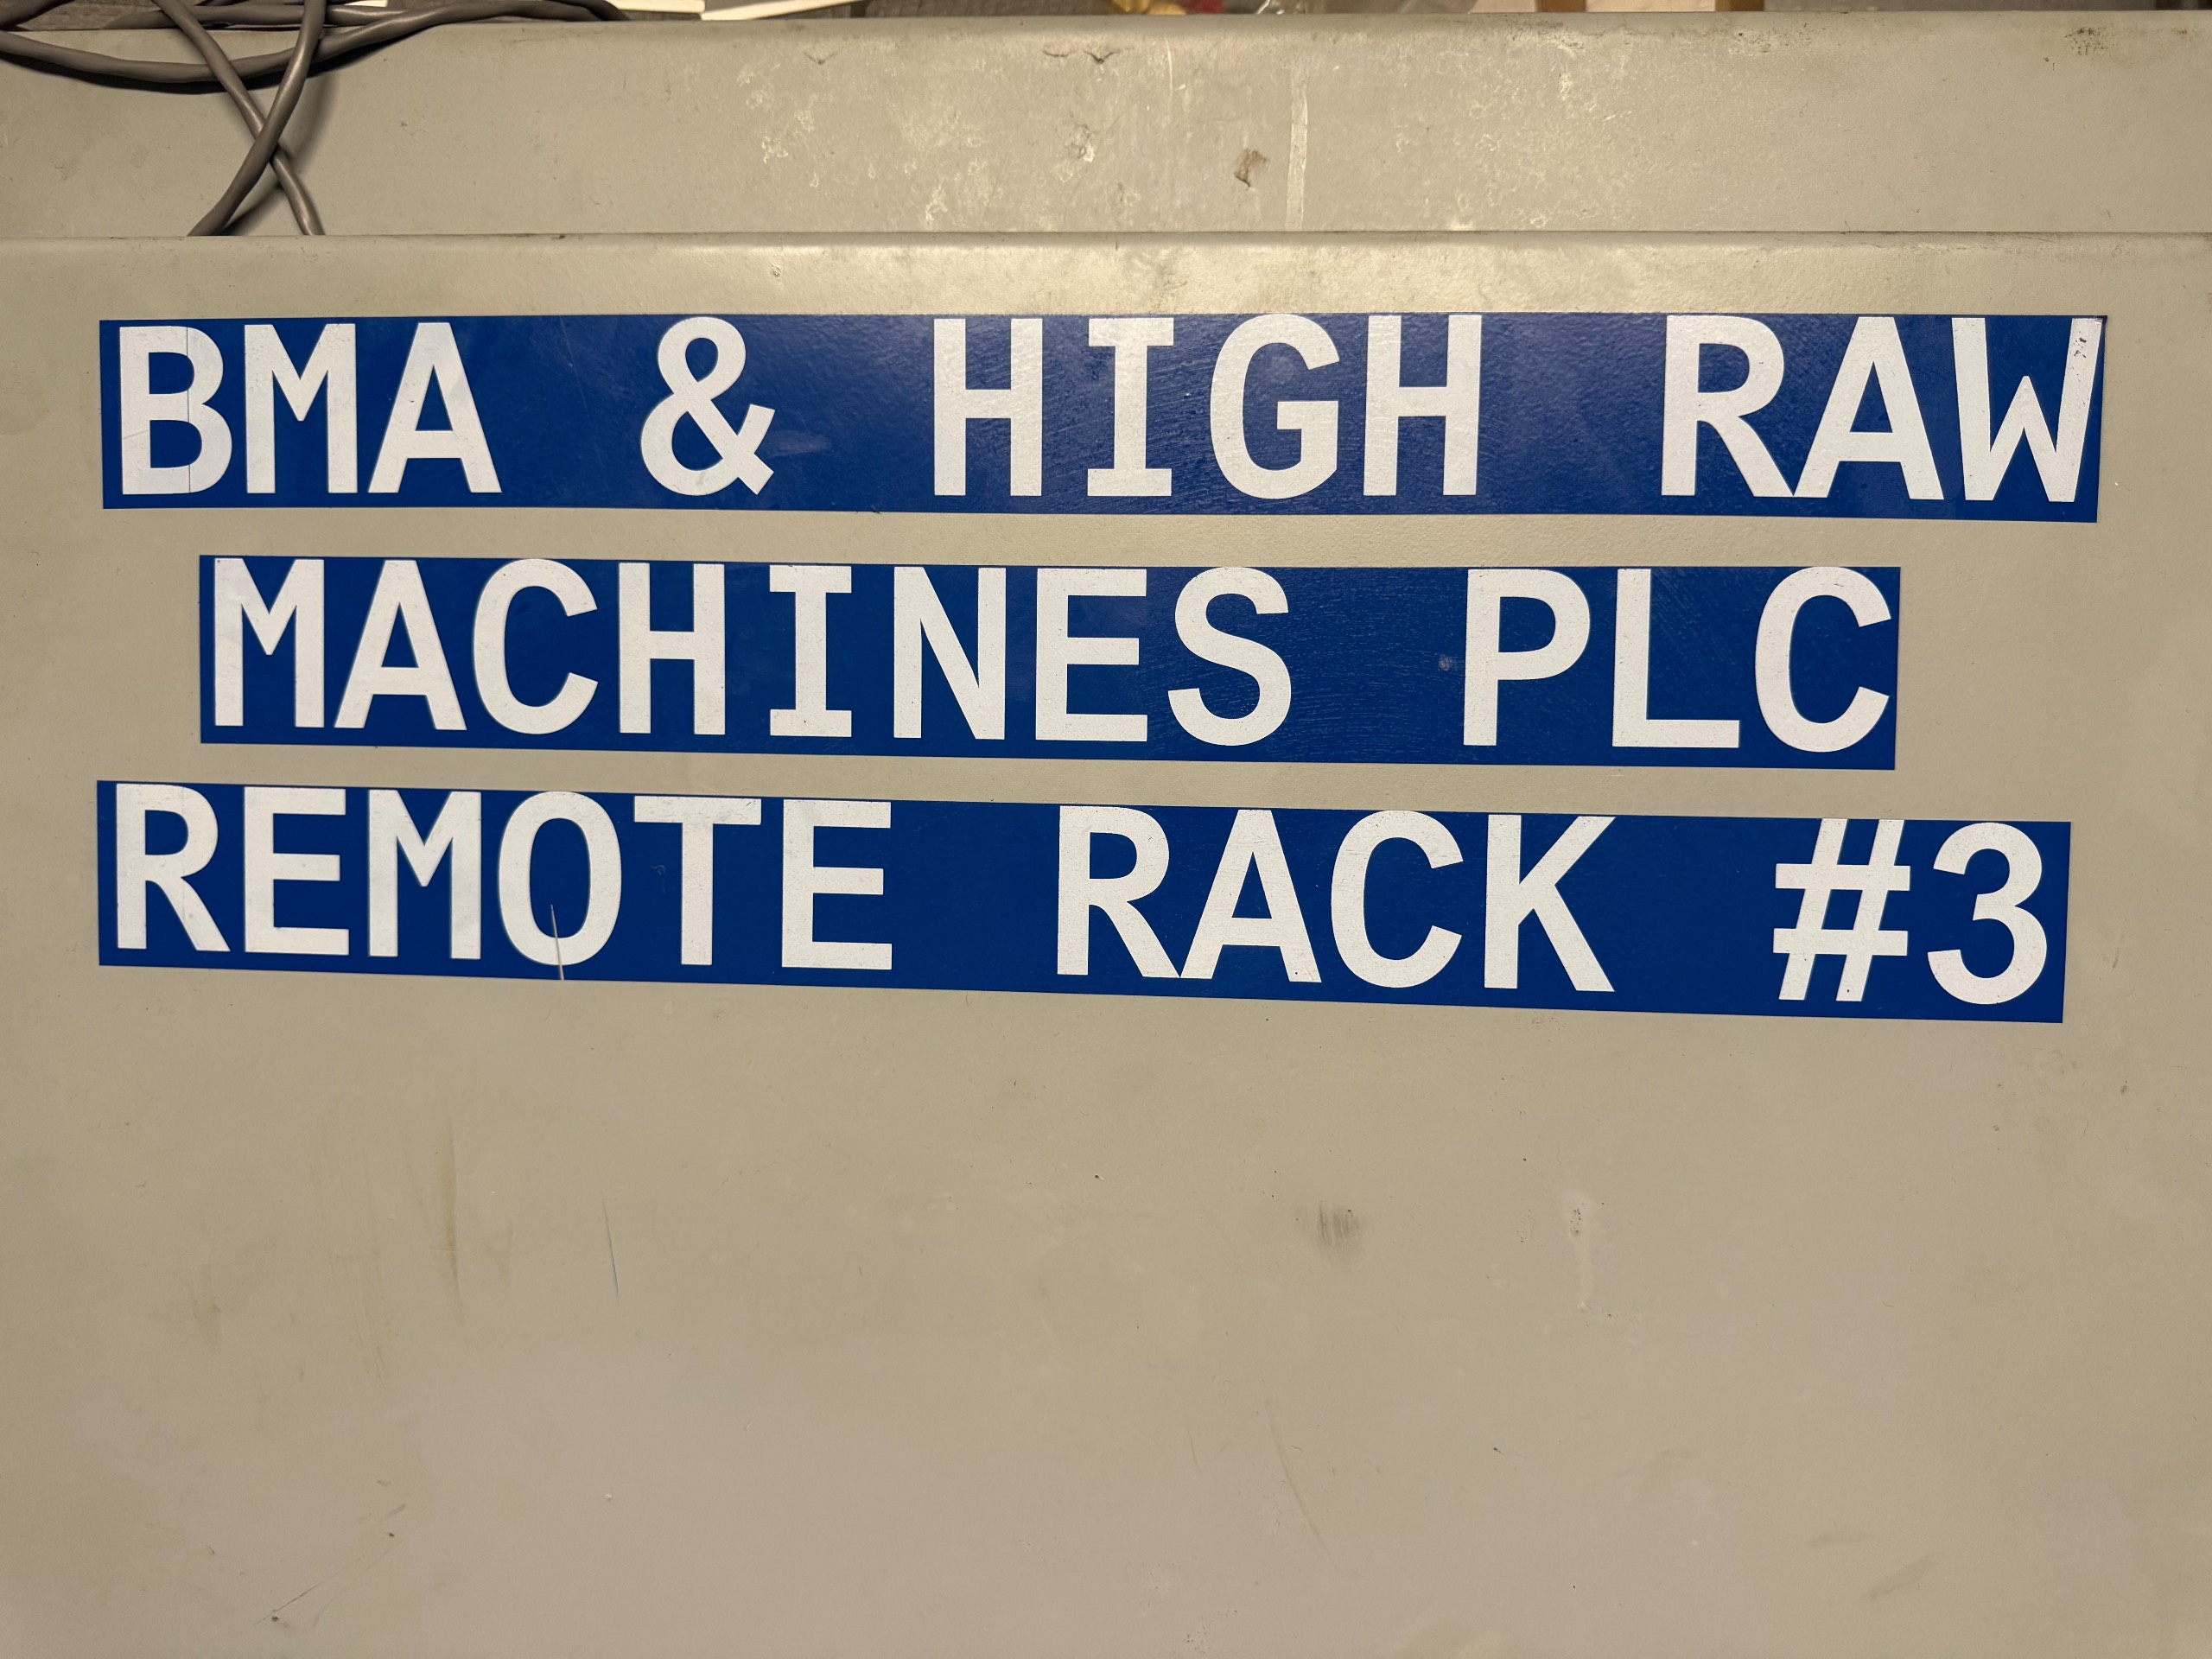 BMA & HIGH RAW
MACHINES PLC
REMOTE RACK #3